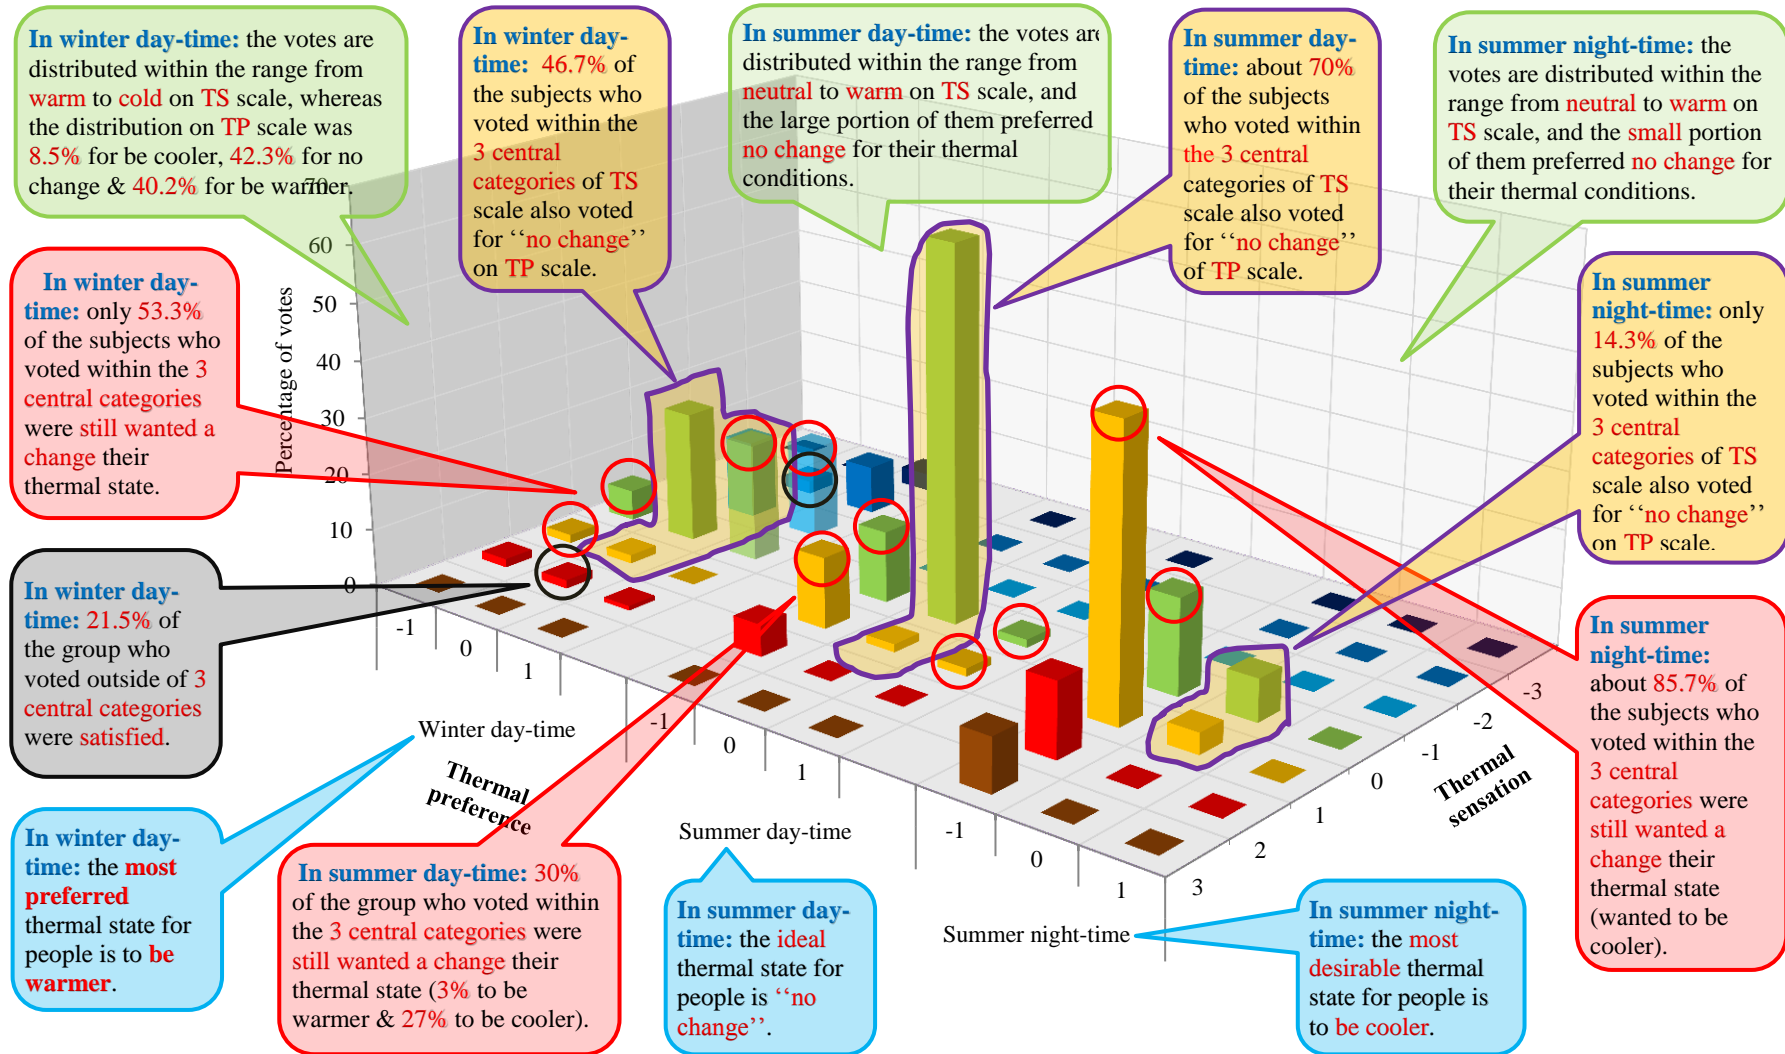 In winter day-time: the votes are
distributed within the range from
warm to cold on TS scale, whereas
the distribution on TP scale was
8.5% for be cooler, 42.3% for no
change & 40.2% for be warmer.
In winter day-
time: 46.7% of
the subjects who
voted within the
3 central
categories of TS
scale also voted
for ‘‘no change’’
on TP scale.
In summer day-time: the votes are
distributed within the range from
neutral to warm on TS scale, and
the large portion of them preferred
no change for their thermal
conditions.
In summer day-
time: about 70%
of the subjects
who voted within
the 3 central
categories of TS
scale also voted
for ‘‘no change’’
of TP scale.
In summer night-time: the
votes are distributed within the
range from neutral to warm on
TS scale, and the small portion
of them preferred no change for
their thermal conditions.
In winter day-
time: only 53.3%
of the subjects who
voted within the 3
central categories
were still wanted a
change their
thermal state.
In summer
night-time: only
14.3% of the
subjects who
voted within the
3 central
categories of TS
scale also voted
for ‘‘no change’’
on TP scale.
In winter day-
time: 21.5% of
the group who
voted outside of 3
central categories
were satisfied.
In summer
night-time:
about 85.7% of
the subjects who
voted within the
3 central
categories were
still wanted a
change their
thermal state
(wanted to be
cooler).
In winter day-
time: the most
preferred
thermal state for
people is to be
warmer.
In summer day-time: 30%
of the group who voted within
the 3 central categories were
still wanted a change their
thermal state (3% to be
warmer & 27% to be cooler).
In summer day-
time: the ideal
thermal state for
people is ‘‘no
change’’.
In summer night-
time: the most
desirable thermal
state for people is
to be cooler.
Percentage of votes
70
60
50
40
30
20
10
0
-1
0
1
-1
0
1
-1
0
1
Winter day-time
Summer day-time
Summer night-time
Thermal
preference
3
2
1
0
-1
-2
-3
Thermal
sensation